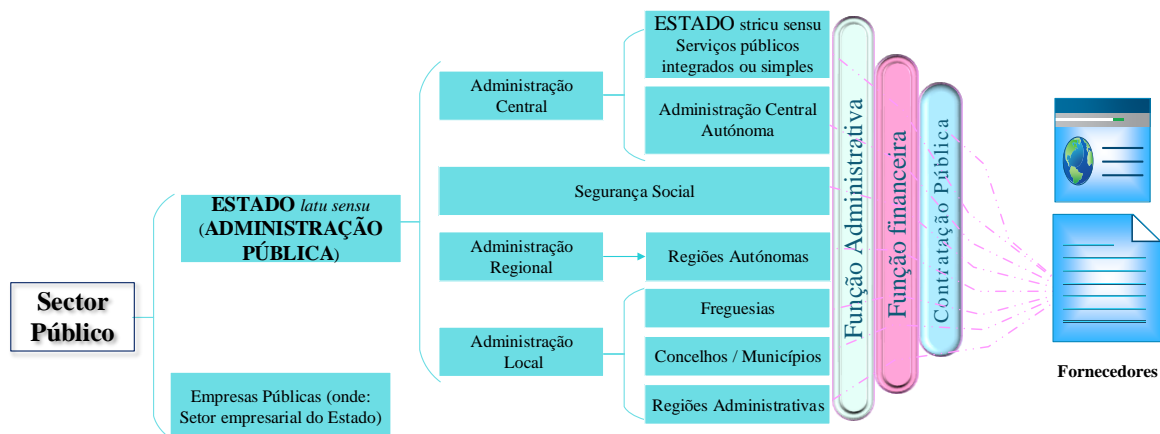 Sector
Público
ESTADO latu sensu
(ADMINISTRAÇÃO
PÚBLICA)
Empresas Públicas (onde:
Setor empresarial do Estado)
Administração
Central
ESTADO stricu sensu
Serviços públicos
integrados ou simples
Administração Central
Autónoma
Segurança Social
Administração
Regional
Regiões Autónomas
Administração
Local
Freguesias
Concelhos / Municípios
Regiões Administrativas
Função Administrativa
Função financeira
Contratação Pública
Fornecedores